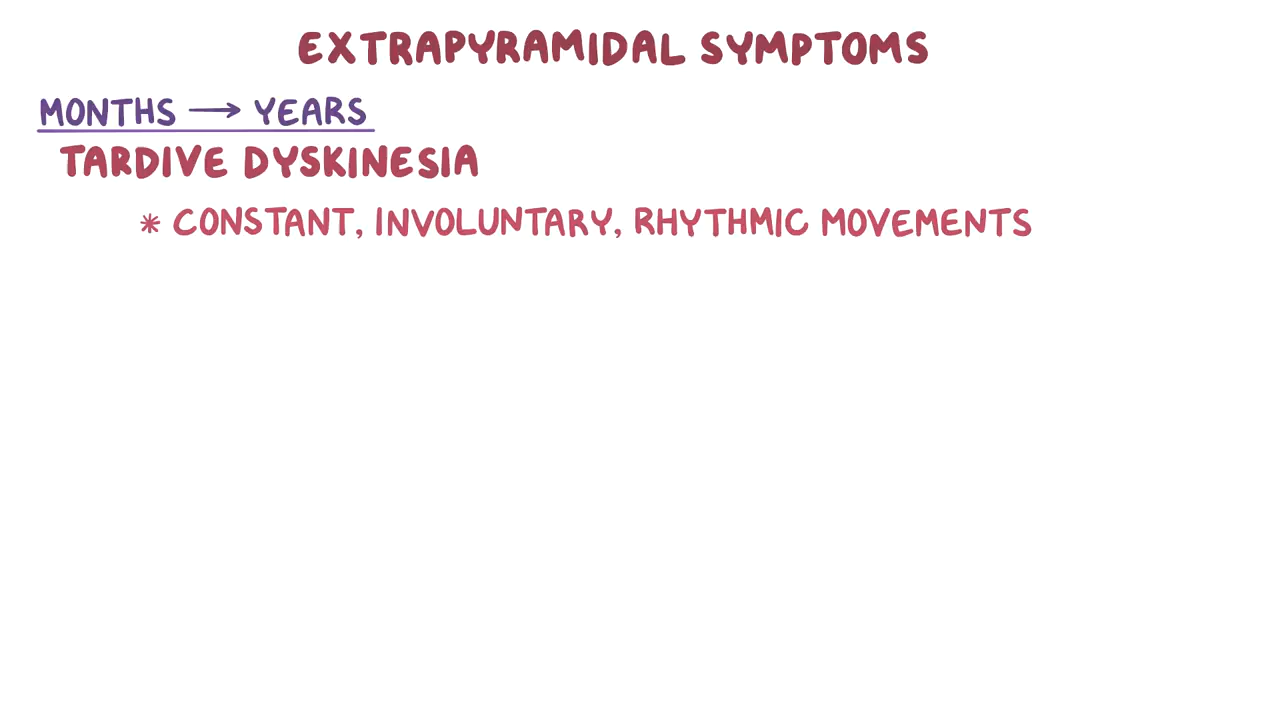 EXTRAPYRAMIDAL SYMPTOMS
MONTHS → YEARS
TARDIVE DYSKINESIA
* CONSTANT, INVOLUNTARY, RHYTHMIC MOVEMENTS